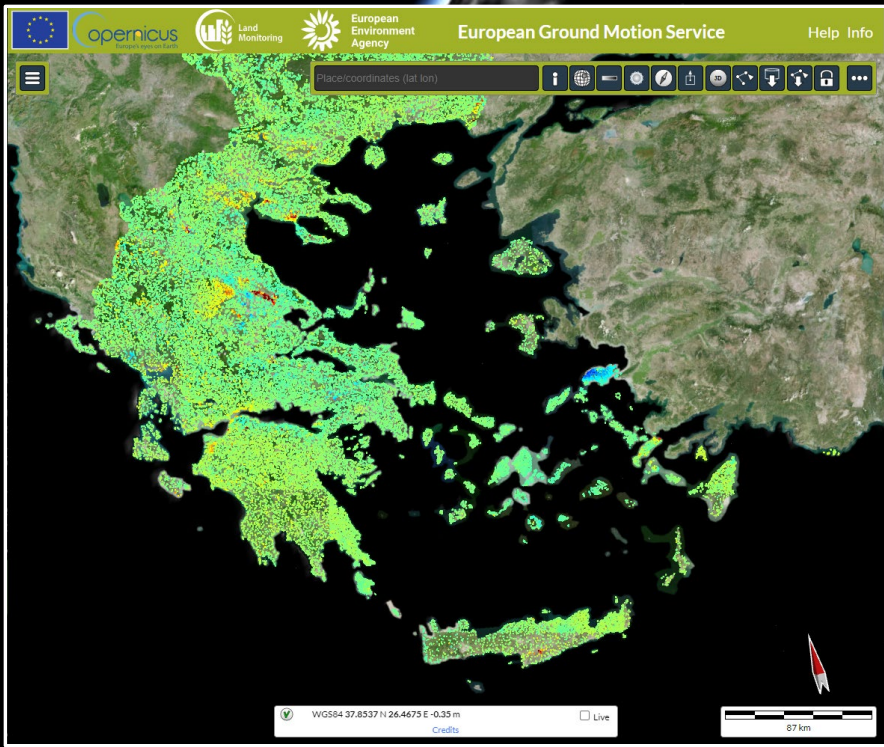 opernicus
Europe's eyes on Earth
Land
Monitoring
European
Environment
Agency
European Ground Motion Service
Help Info
Place/coordinates (lat lon)
3D
WGS84 37.8537 N 26.4675 E -0.35 m
Live
Credits
87 km